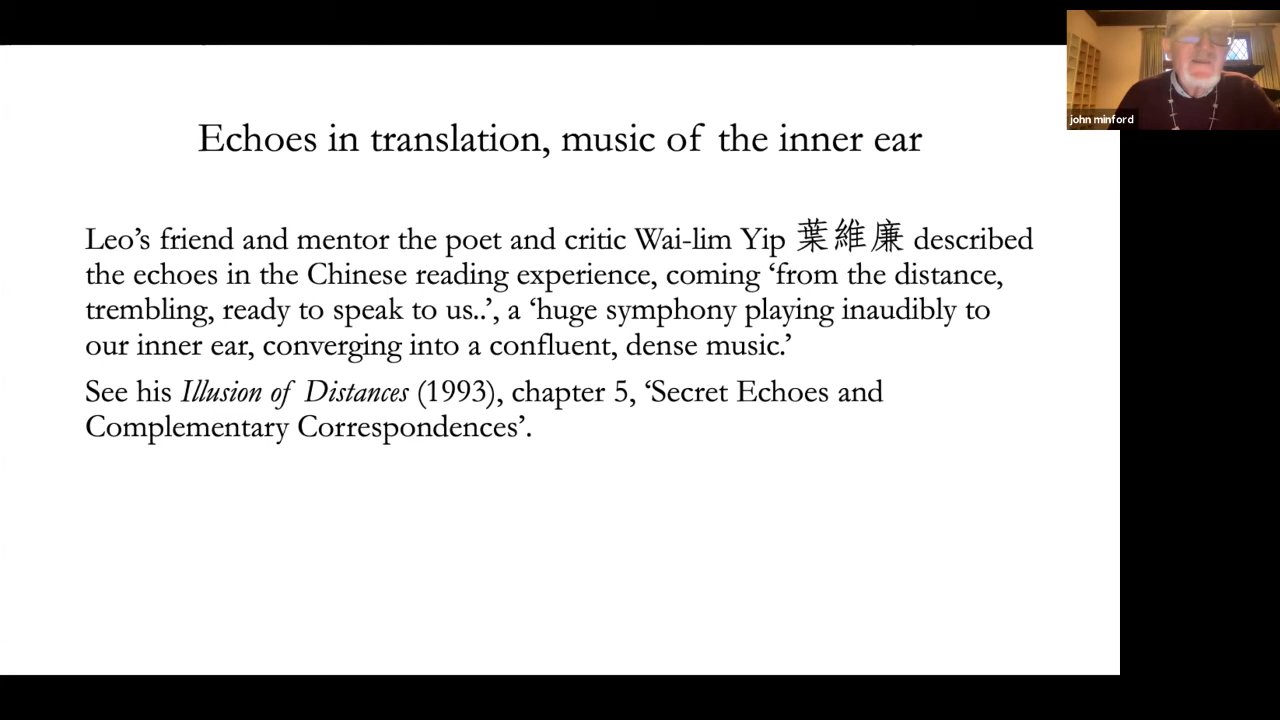 john minford
Echoes in translation, music of the inner ear
Leo’s friend and mentor the poet and critic Wai-lim Yip 葉維廉 described
the echoes in the Chinese reading experience, coming ‘from the distance,
trembling, ready to speak to us..’, a ‘huge symphony playing inaudibly to
our inner ear, converging into a confluent, dense music.’
See his Illusion of Distances (1993), chapter 5, ‘Secret Echoes and
Complementary Correspondences’.